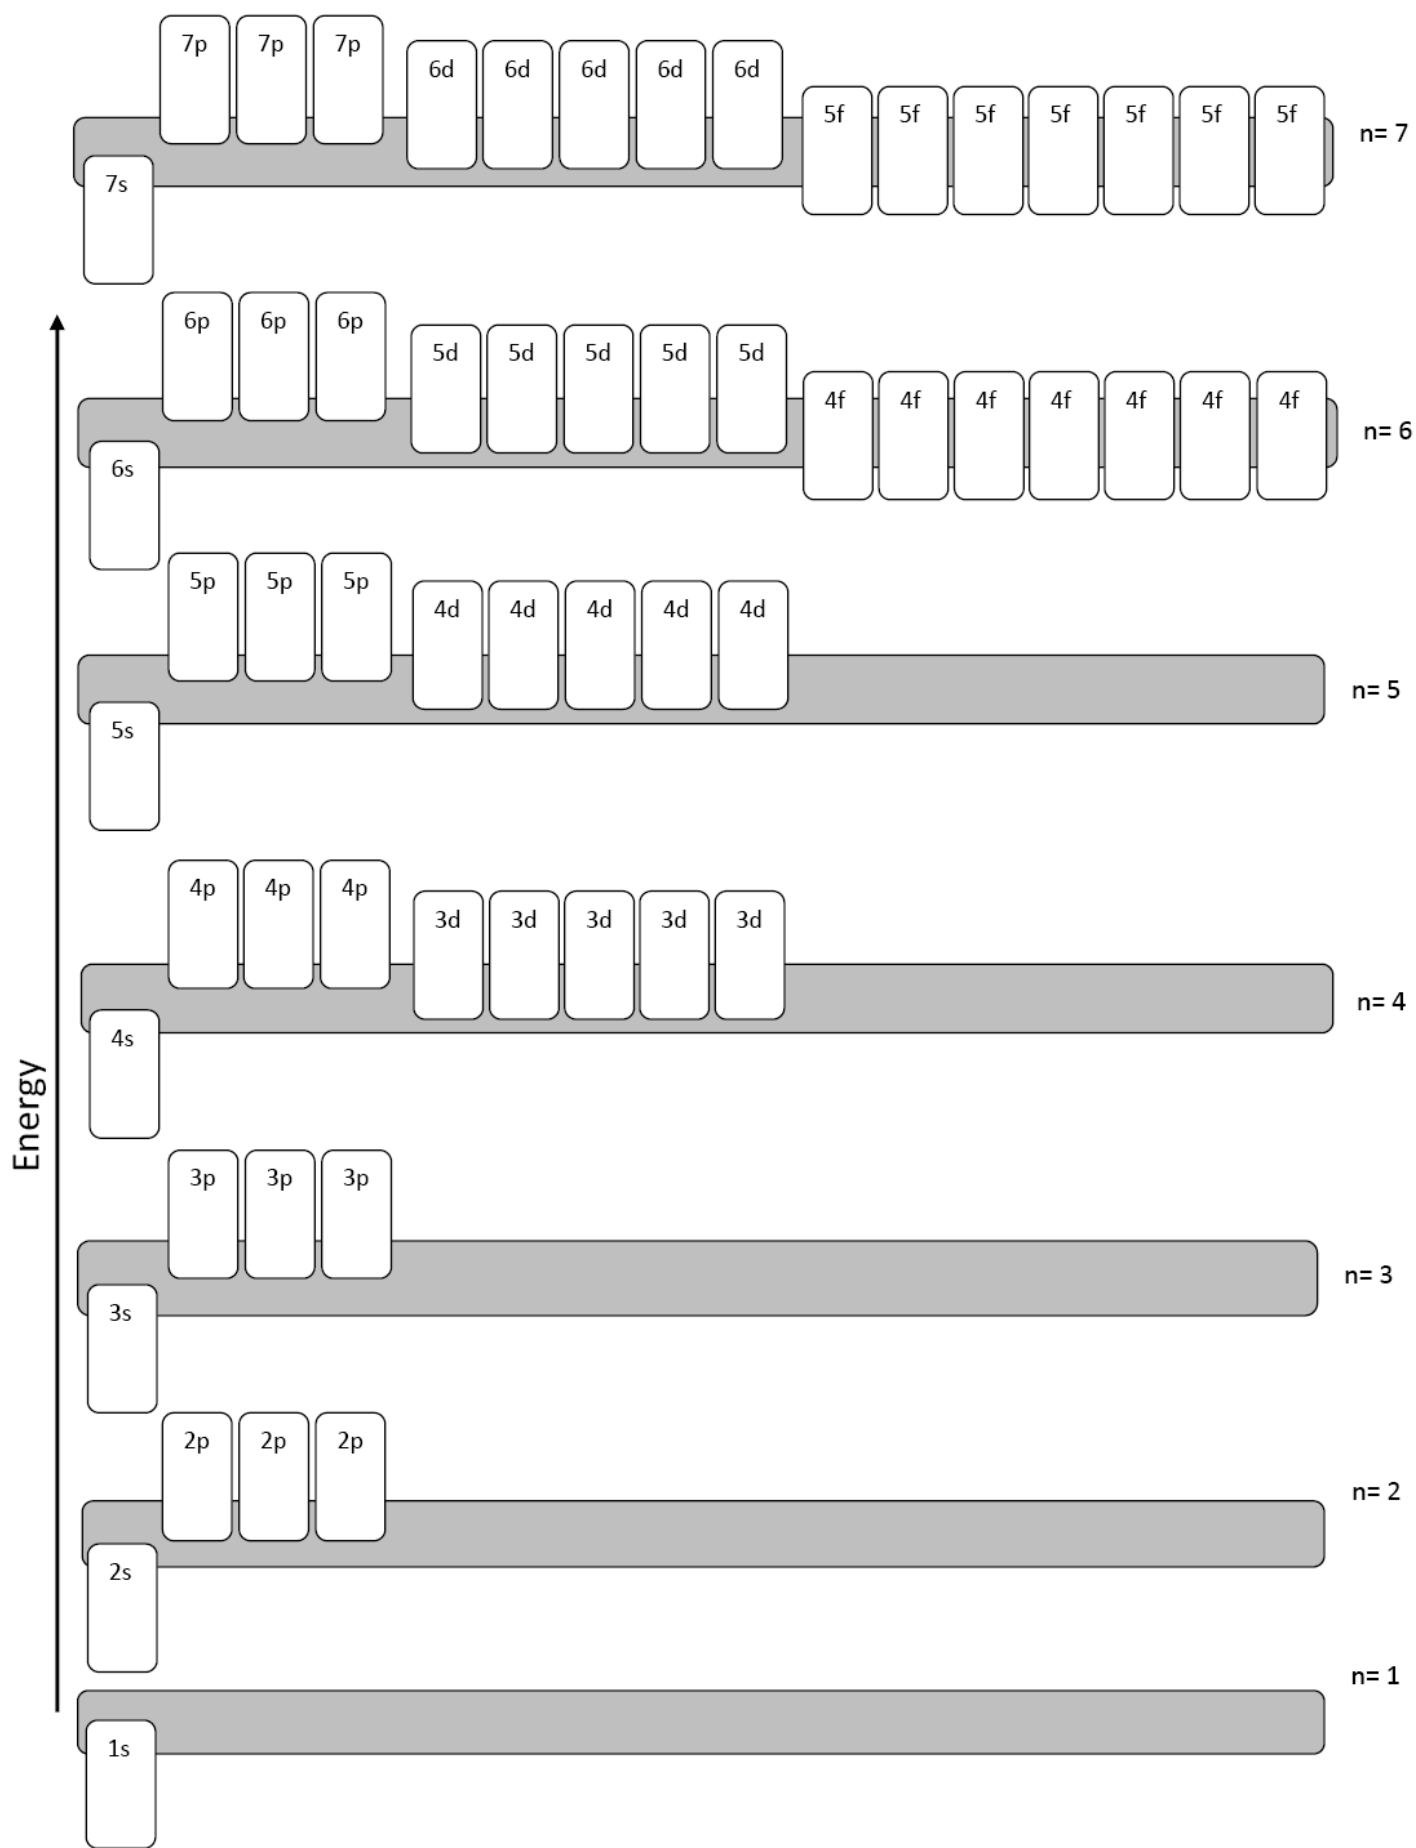 7p 7p 7p
6d 6d 6d 6d 6d
5f 5f 5f 5f 5f 5f 5f
n= 7
7s
6p 6p 6p
5d 5d 5d 5d 5d
4f 4f 4f 4f 4f 4f 4f
n= 6
6s
5p 5p 5p
4d 4d 4d 4d 4d
n= 5
5s
4p 4p 4p
3d 3d 3d 3d 3d
n= 4
4s
Energy
3p 3p 3p
n= 3
3s
2p 2p 2p
n= 2
2s
n= 1
1s